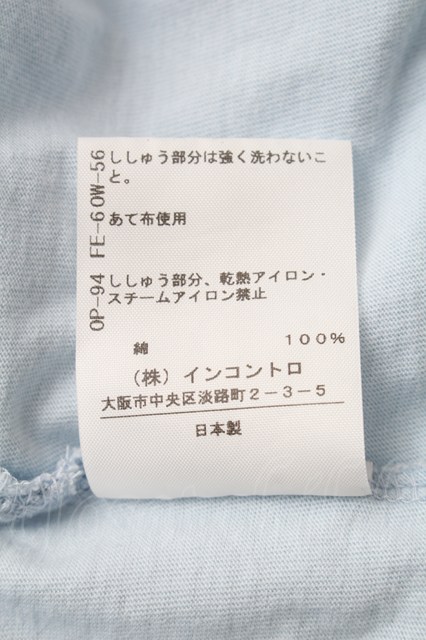 ししゅう部分は強く洗わないこ
と。
あて布使用
ししゅう部分、乾熱アイロン・
スチームアイロン禁止
綿 100%
(株)インコントロ
大阪市中央区淡路町2-3-5
日本製
OP-94 FE-60W-56